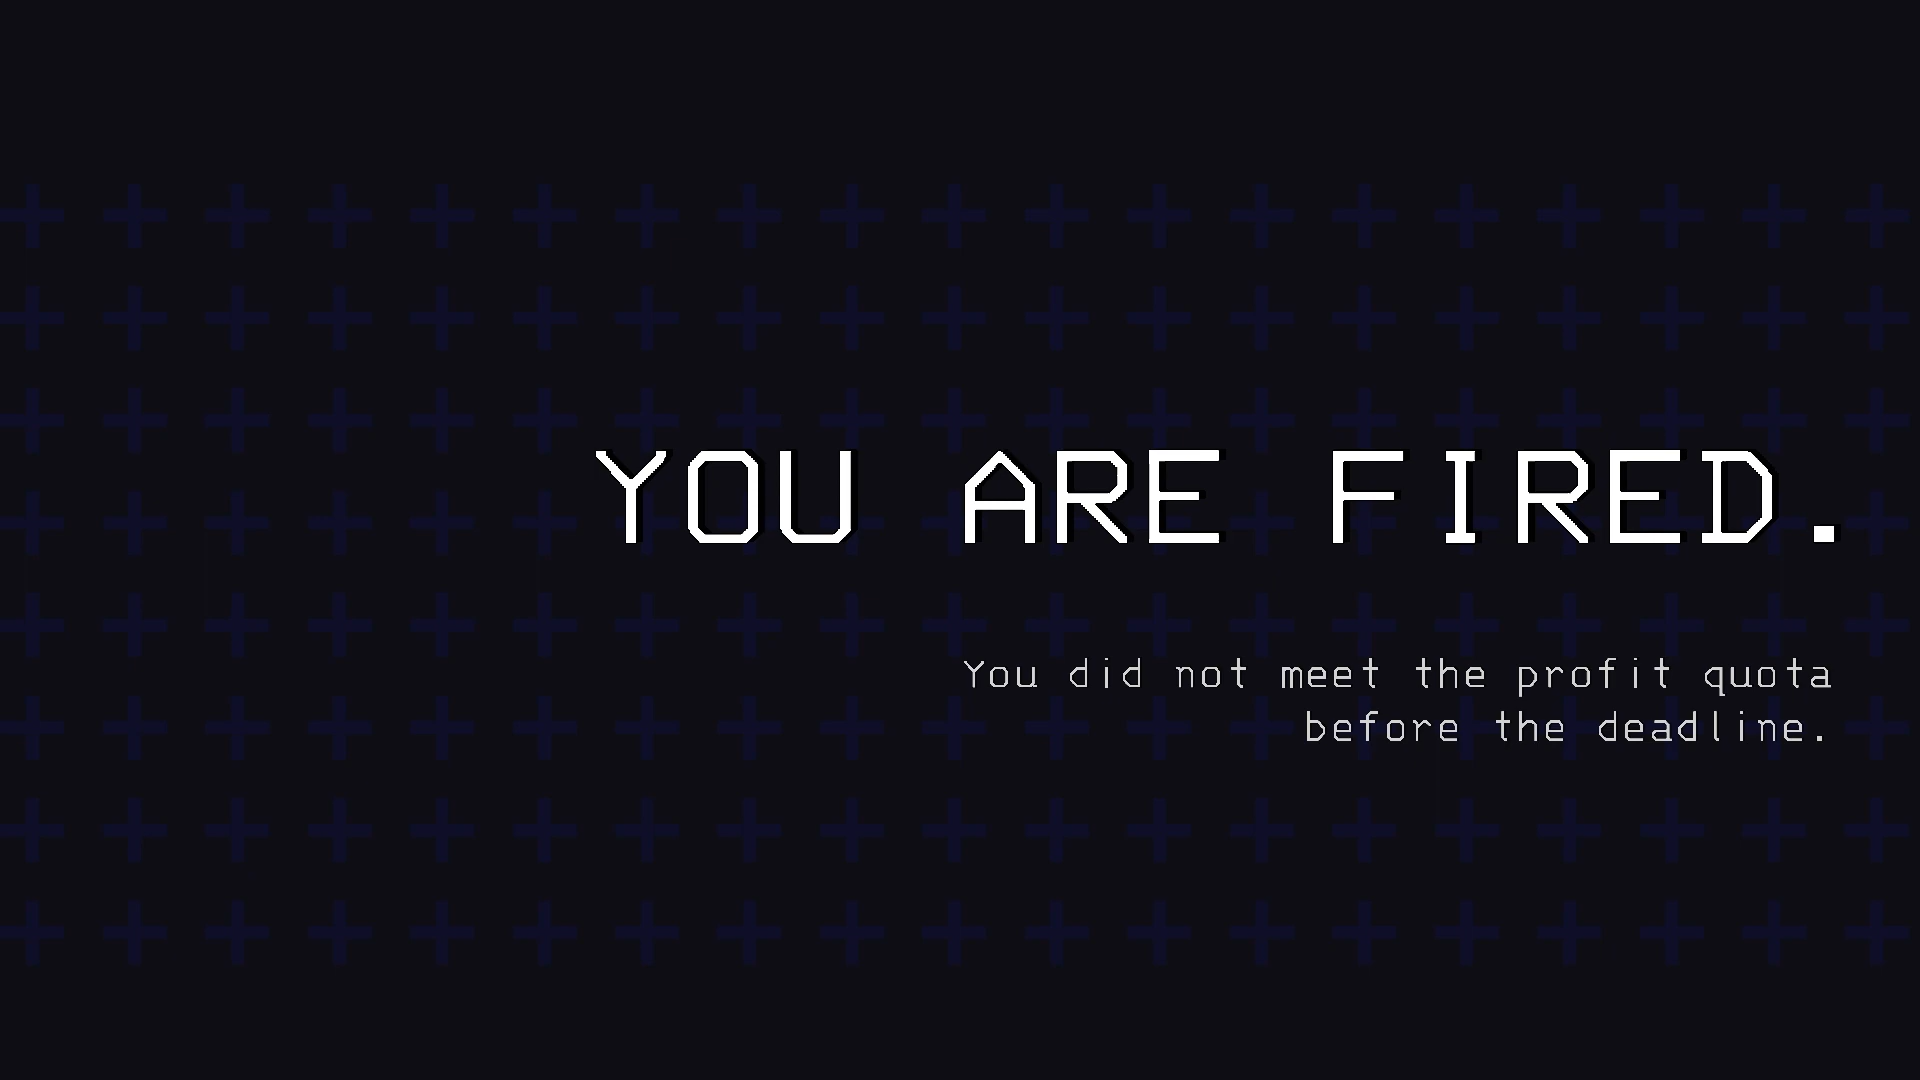 YOU ARE FIRED.
You did not meet the profit quota
before the deadline.